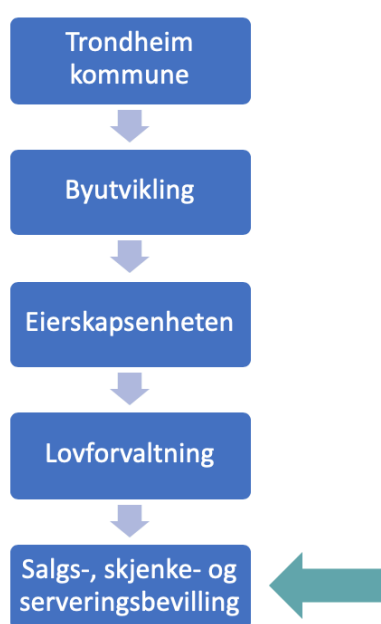 Trondheim
kommune
Byutvikling
Eierskapsenheten
Lovforvaltning
Salgs-, skjenke- og
serveringsbevilling